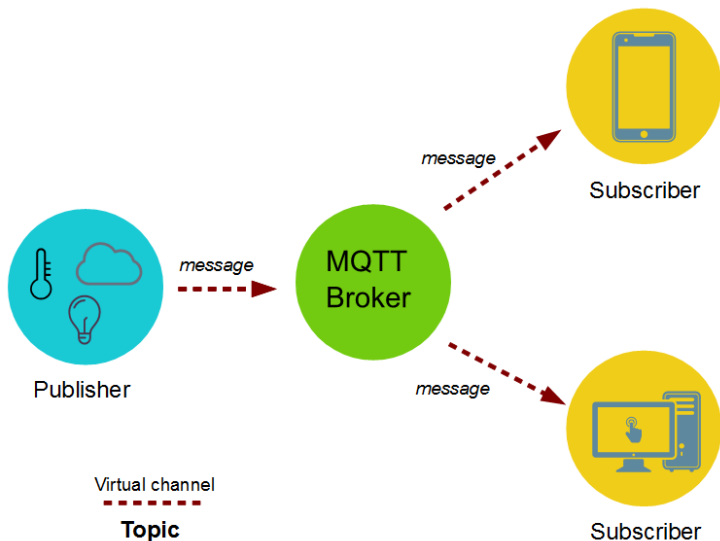 message
Subscriber
message
MQTT
Broker
Publisher
message
Virtual channel
Topic
Subscriber